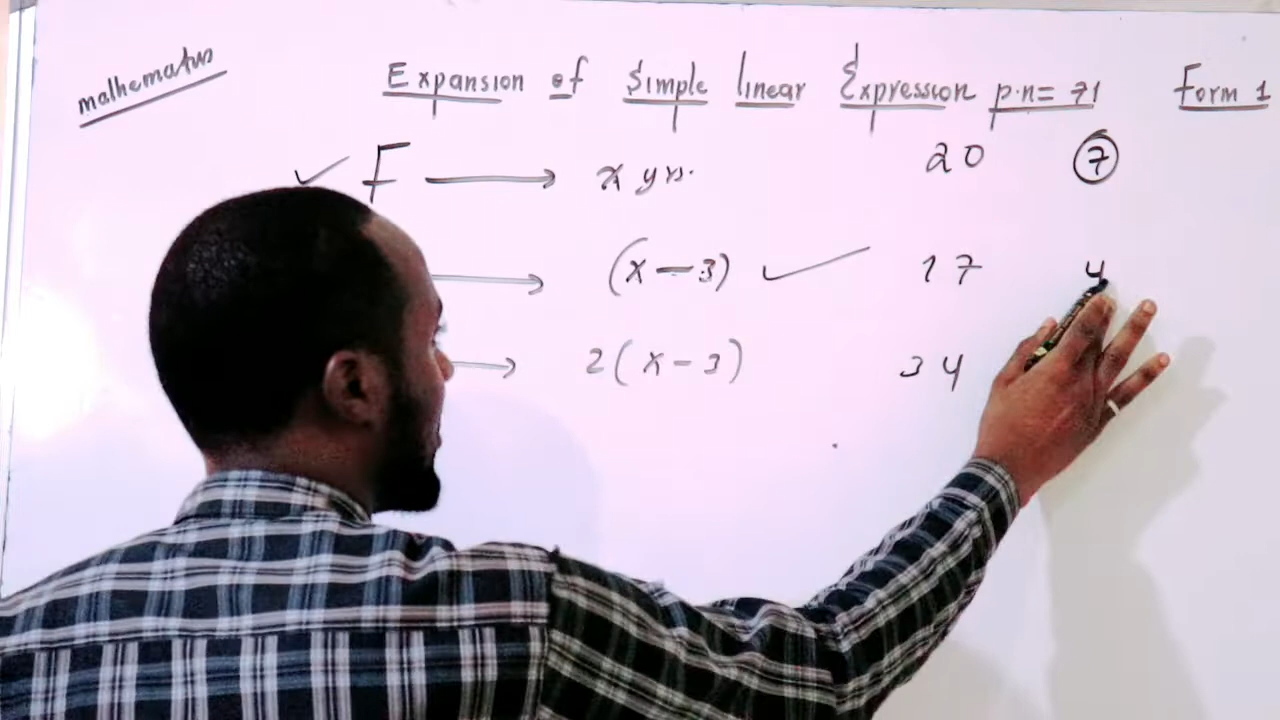 mathematics
Expansion of Simple linear Expression p.n= 71 Form 1
✓ F → x yrs. 20 7
→ (x-3) ✓ 17 4
→ 2(x-3) 34